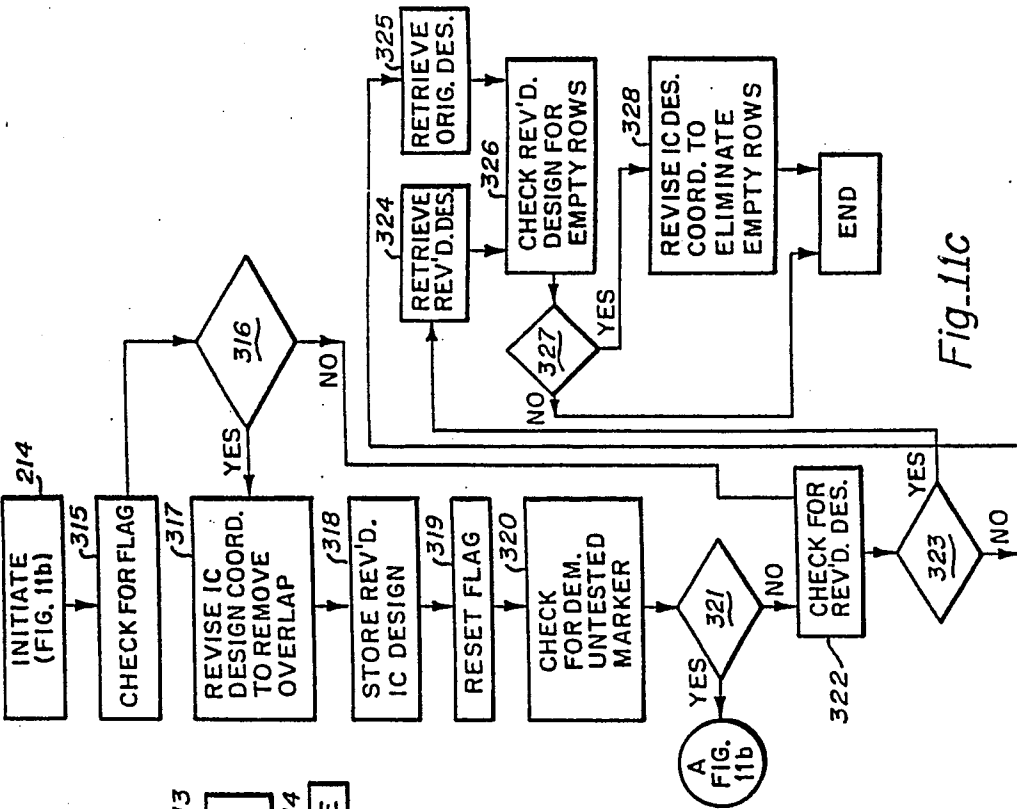 INITIATE
(FIG. 11b)
214
CHECK FOR FLAG
315
316
YES
NO
REVISE IC
DESIGN COORD.
TO REMOVE
OVERLAP
317
STORE REV'D.
IC DESIGN
318
RESET FLAG
319
CHECK
FOR DEM.
UNTESTED
MARKER
320
321
YES
NO
A
FIG.
11b
CHECK FOR
REV'D. DES.
322
323
YES
NO
RETRIEVE
REV'D. DES.
324
RETRIEVE
ORIG. DES.
325
CHECK REV'D.
DESIGN FOR
EMPTY ROWS
326
327
NO
YES
REVISE IC DES.
COORD. TO
ELIMINATE
EMPTY ROWS
328
END
Fig_11c